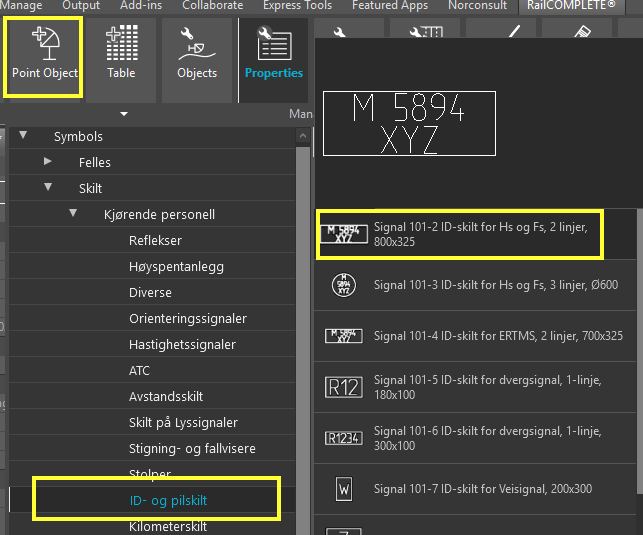 Manage Output Add-ins Collaborate Express Tools Featured Apps Norconsult RailCOMPLETE®
Point Object
Table
Objects
Properties
Man
Symbols
Felles
Skilt
Kjørende personell
Reflekser
Høyspentanlegg
Diverse
Orienteringssignaler
Hastighetssignaler
ATC
Avstandsskilt
Skilt på Lyssignaler
Stigning- og fallvisere
Stolper
ID- og pilskilt
Kilometerskilt
M 5894
XYZ
M 5894
XYZ
Signal 101-2 ID-skilt for Hs og Fs, 2 linjer,
800x325
M
5894
XYZ
Signal 101-3 ID-skilt for Hs og Fs, 3 linjer, Ø600
M 5894
XYZ
Signal 101-4 ID-skilt for ERTMS, 2 linjer, 700x325
R12
Signal 101-5 ID-skilt for dvergsignal, 1-linje,
180x100
R1234
Signal 101-6 ID-skilt for dvergsignal, 1-linje,
300x100
W
Signal 101-7 ID-skilt for Veisignal, 200x300